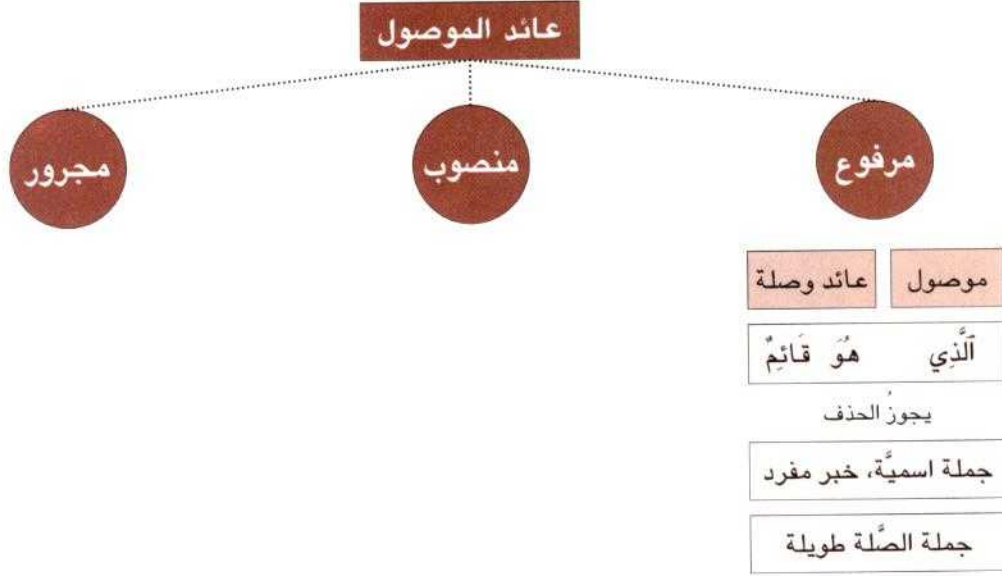 عائد الموصول
مرفوع
منصوب
مجرور
موصول
عائد وصلة
ٱلَّذِي هُوَ قَائِمٌ
يجوزُ الحذف
جملة اسميَّة، خبر مفرد
جملة الصَّلة طويلة